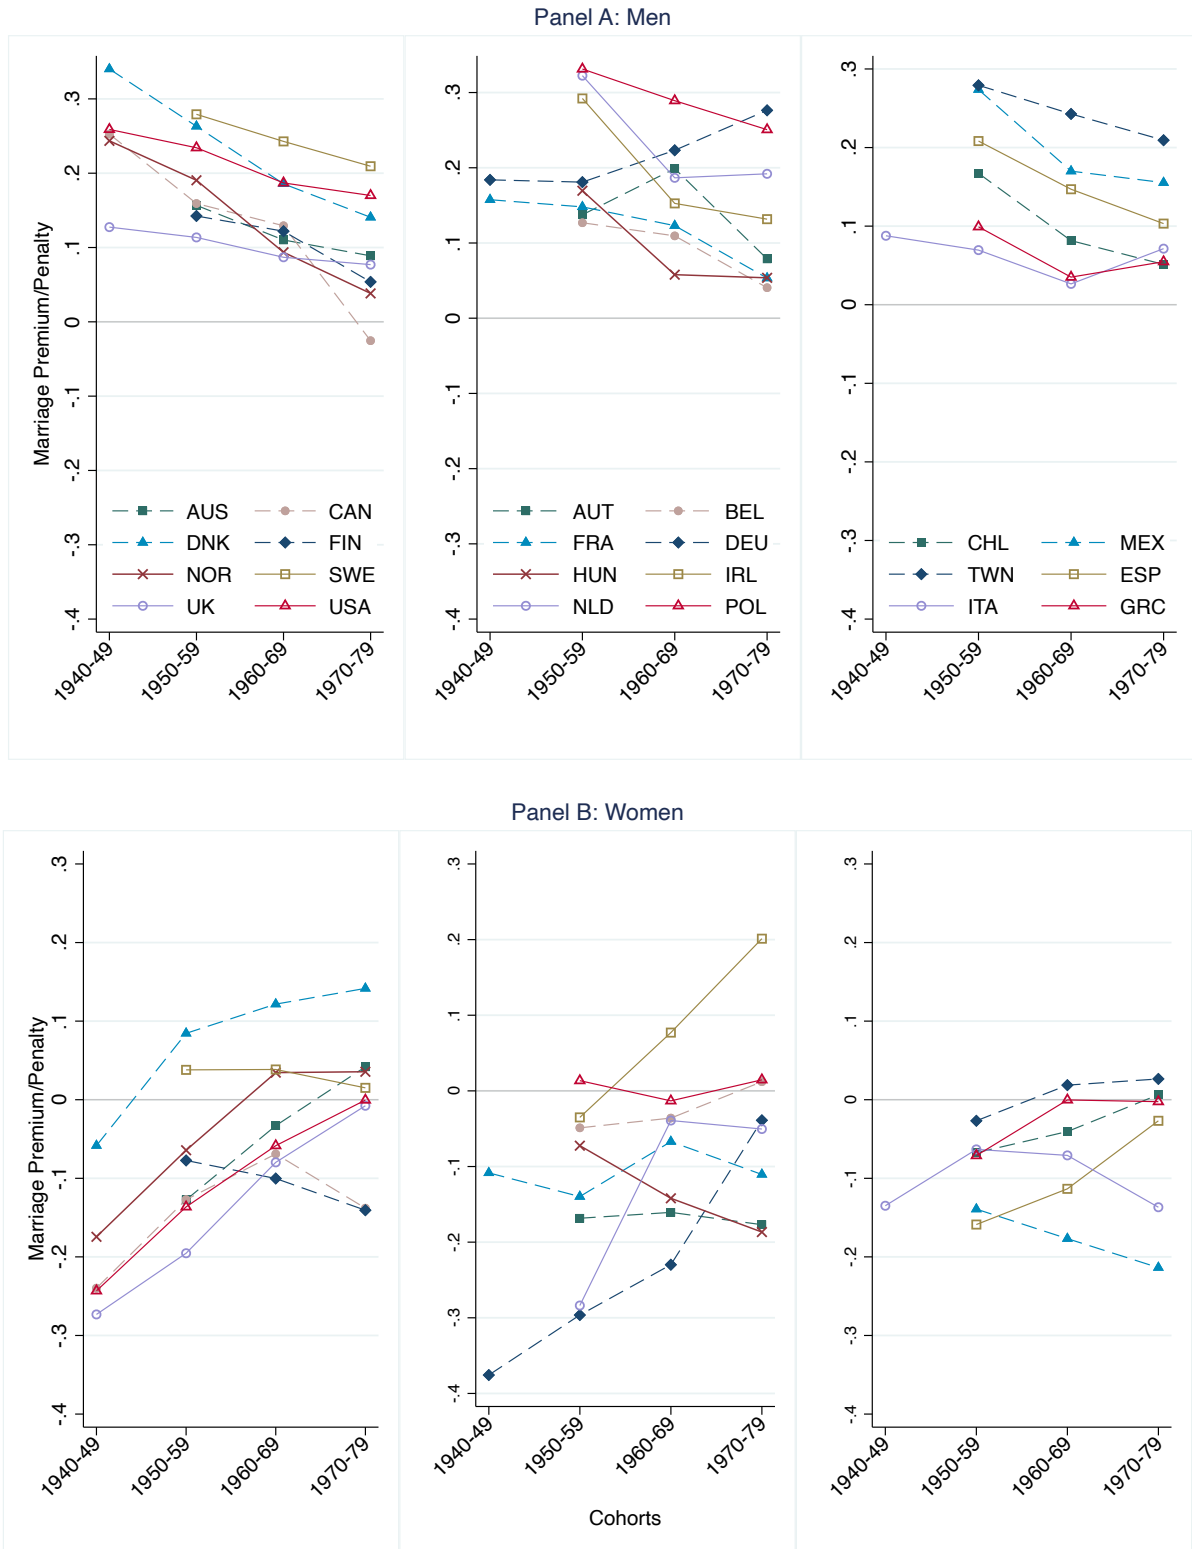 Panel A: Men
Marriage Premium/Penalty
.3
.2
.1
0
-.1
-.2
-.3
-.4
AUS CAN
DNK FIN
NOR SWE
UK USA
1940-49 1950-59 1960-69 1970-79
.3
.2
.1
0
-.1
-.2
-.3
-.4
AUT BEL
FRA DEU
HUN IRL
NLD POL
1940-49 1950-59 1960-69 1970-79
.3
.2
.1
0
-.1
-.2
-.3
-.4
CHL MEX
TWN ESP
ITA GRC
1940-49 1950-59 1960-69 1970-79
Panel B: Women
Marriage Premium/Penalty
.3
.2
.1
0
-.1
-.2
-.3
-.4
1940-49 1950-59 1960-69 1970-79
.3
.2
.1
0
-.1
-.2
-.3
-.4
1940-49 1950-59 1960-69 1970-79
Cohorts
.3
.2
.1
0
-.1
-.2
-.3
-.4
1940-49 1950-59 1960-69 1970-79